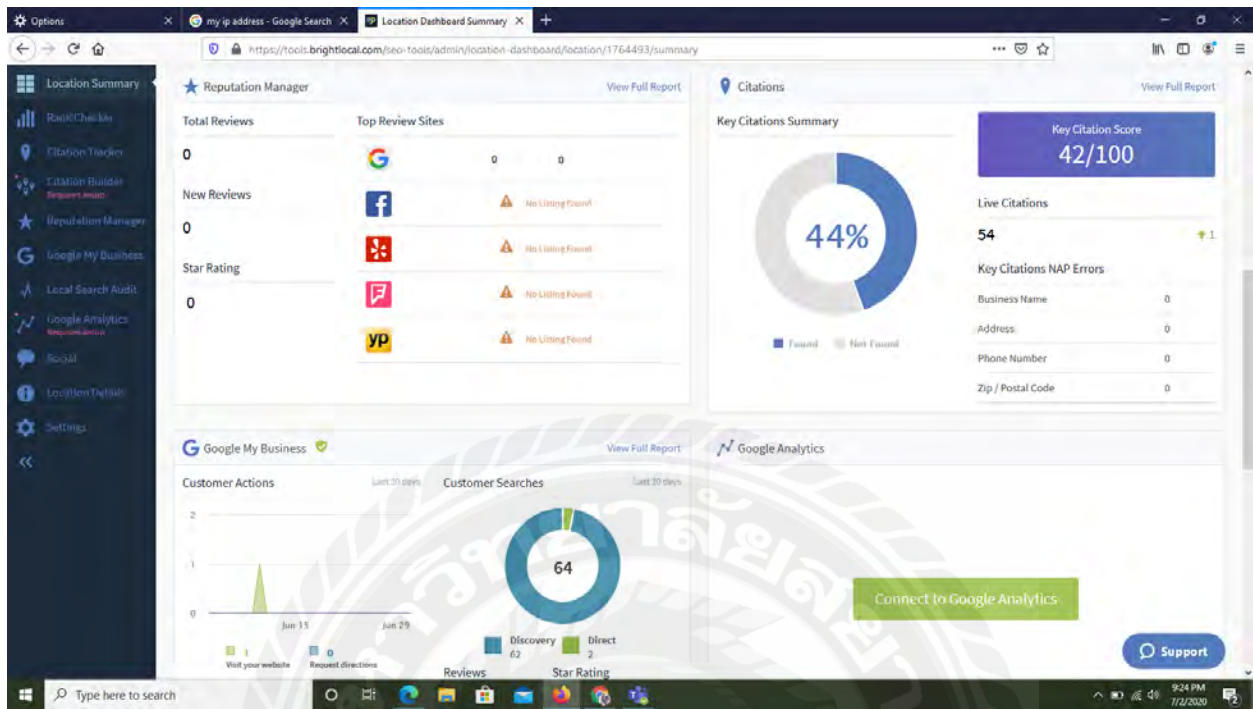 Options
my ip address - Google Search
Location Dashboard Summary
https://tools.brightlocal.com/seo-tools/admin/location-dashboard/location/1764493/summary
Location Summary
Rank Checker
Citation Tracker
Citation Builder
Requires setup
Reputation Manager
Google My Business
Local Search Audit
Google Analytics
Requires setup
Social
Location Details
Settings
Reputation Manager
View Full Report
Total Reviews
0
New Reviews
0
Star Rating
0
Top Review Sites
G 0 0
f No Listing Found
No Listing Found
No Listing Found
yp No Listing Found
Citations
View Full Report
Key Citations Summary
44%
Found Not Found
Key Citation Score
42/100
Live Citations
54 1
Key Citations NAP Errors
Business Name 0
Address 0
Phone Number 0
Zip / Postal Code 0
Google My Business
View Full Report
Customer Actions Last 30 days
2
1
0
Jun 15 Jun 29
1 0
Visit your website Request directions
Customer Searches Last 30 days
64
Discovery Direct
62 2
Reviews Star Rating
Google Analytics
Connect to Google Analytics
Support
Type here to search
9:24 PM
7/2/2020
2